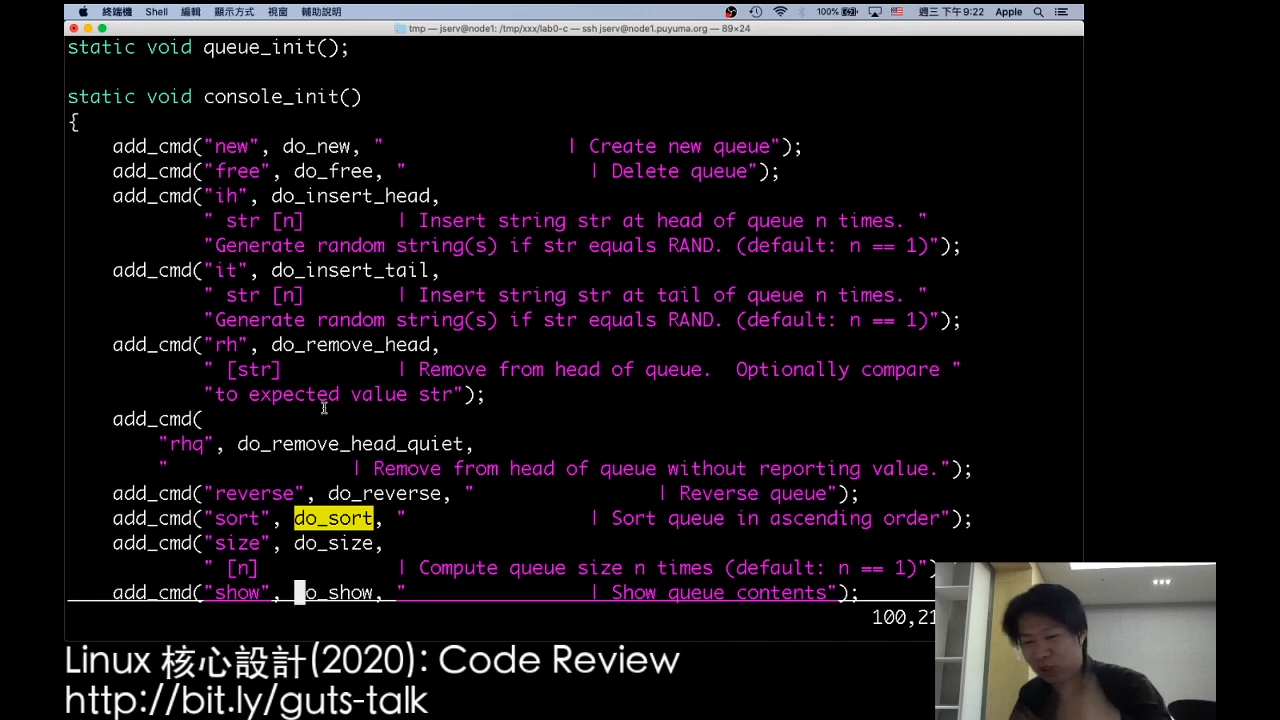 終端機 Shell 編輯 顯示方式 視窗 輔助說明 100% 週三 下午9:22 Apple
tmp — jserv@node1: /tmp/xxx/lab0-c — ssh jserv@node1.puyuma.org — 89×24
static void queue_init();
static void console_init()
{
add_cmd("new", do_new, " | Create new queue");
add_cmd("free", do_free, " | Delete queue");
add_cmd("ih", do_insert_head,
" str [n] | Insert string str at head of queue n times. "
"Generate random string(s) if str equals RAND. (default: n == 1)");
add_cmd("it", do_insert_tail,
" str [n] | Insert string str at tail of queue n times. "
"Generate random string(s) if str equals RAND. (default: n == 1)");
add_cmd("rh", do_remove_head,
" [str] | Remove from head of queue. Optionally compare "
"to expected value str");
add_cmd(
"rhq", do_remove_head_quiet,
" | Remove from head of queue without reporting value.");
add_cmd("reverse", do_reverse, " | Reverse queue");
add_cmd("sort", do_sort, " | Sort queue in ascending order");
add_cmd("size", do_size,
" [n] | Compute queue size n times (default: n == 1)")
add_cmd("show", do_show, " | Show queue contents");
100,21
Linux 核心設計(2020): Code Review
http://bit.ly/guts-talk